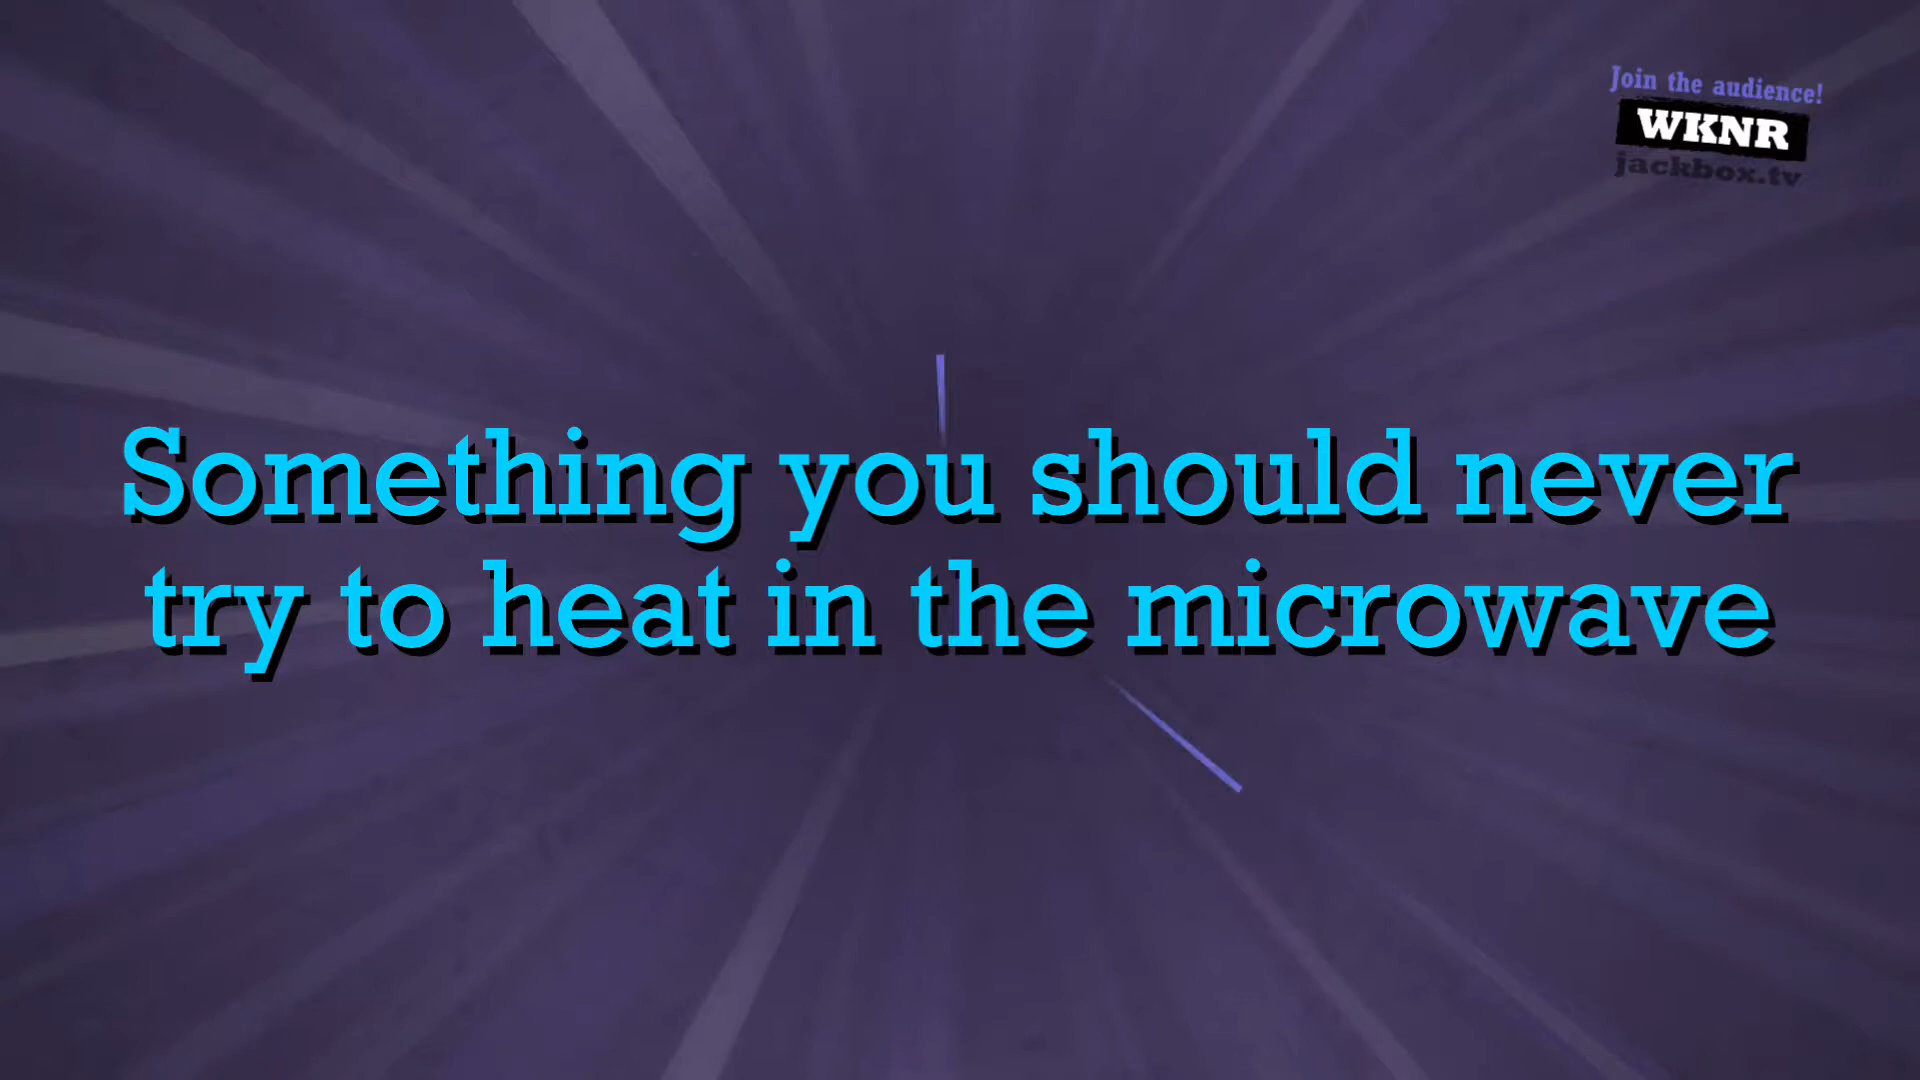 Join the audience!
WKNR
jackbox.tv
Something you should never
try to heat in the microwave